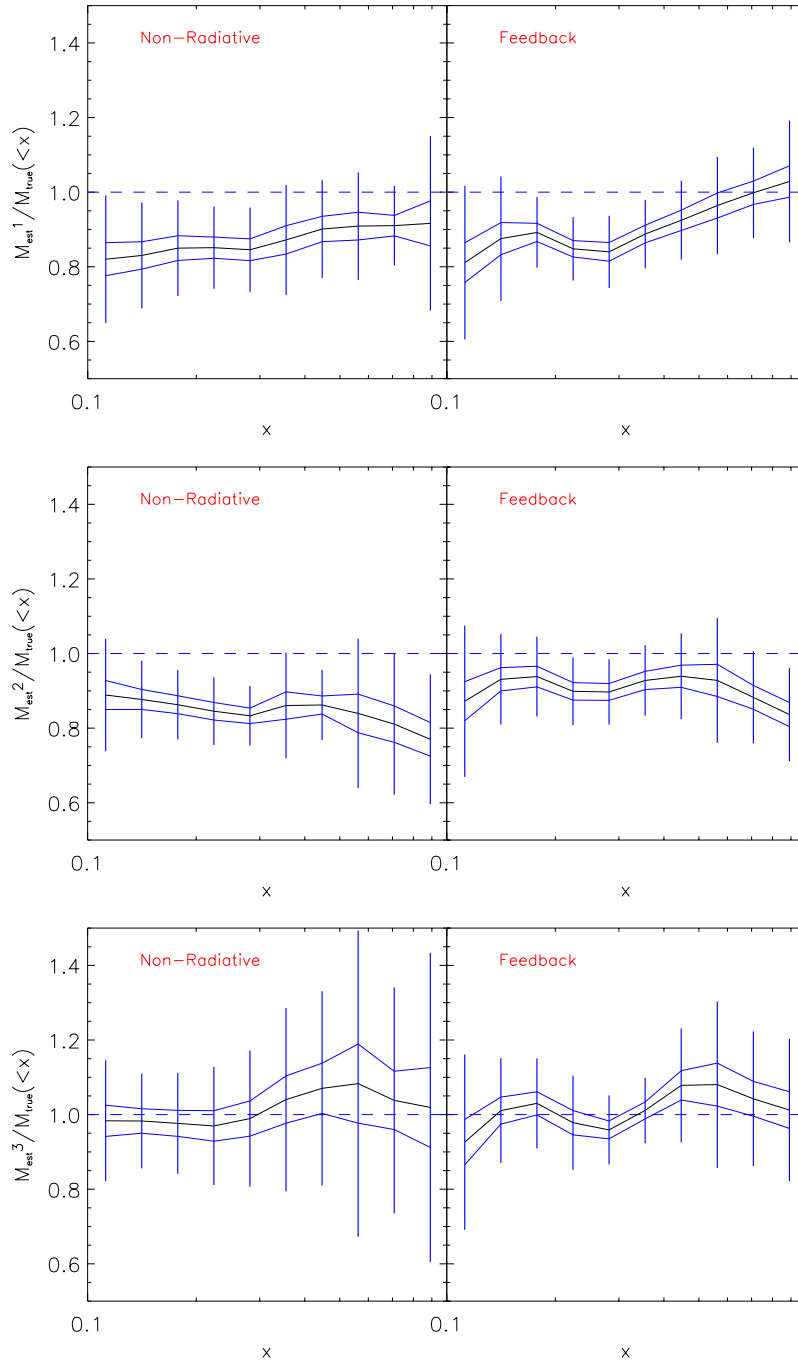 Non-Radiative
Feedback
1.4
1.2
1.0
0.8
0.6
M_est^1/M_true(<x)
0.1
0.1
x
x
Non-Radiative
Feedback
1.4
1.2
1.0
0.8
0.6
M_est^2/M_true(<x)
0.1
0.1
x
x
Non-Radiative
Feedback
1.4
1.2
1.0
0.8
0.6
M_est^3/M_true(<x)
0.1
0.1
x
x